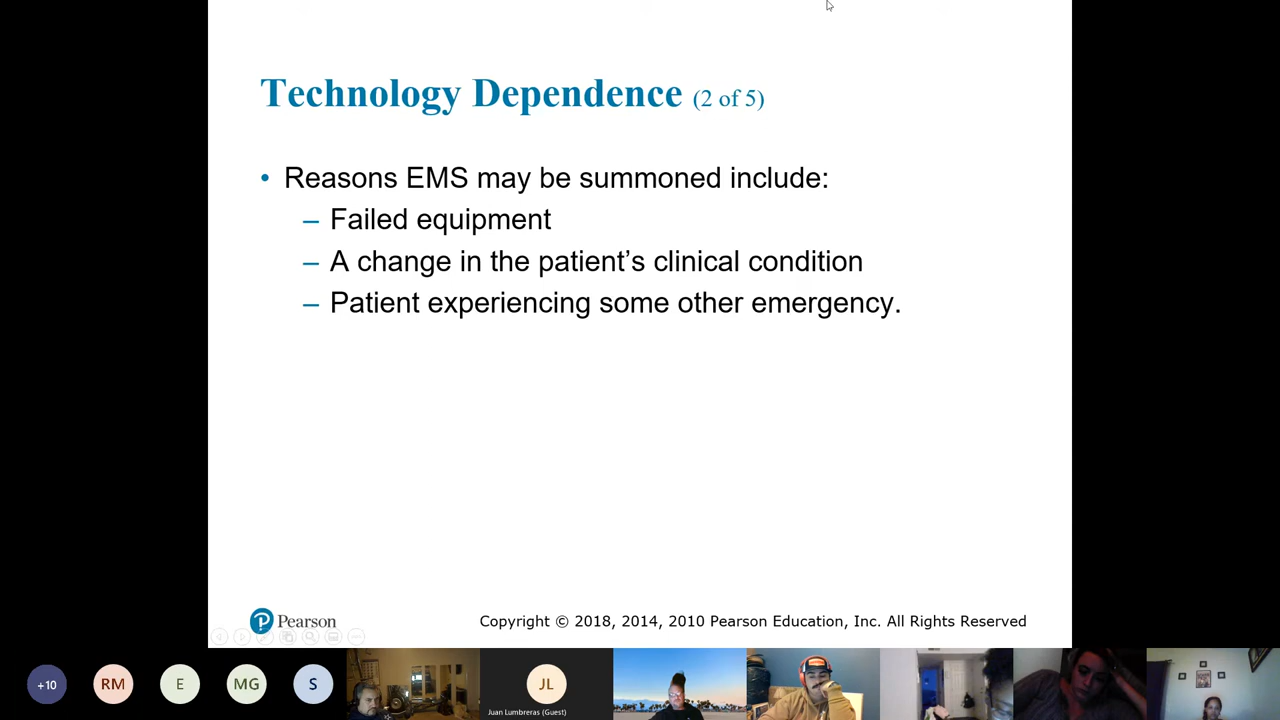 Technology Dependence (2 of 5)
• Reasons EMS may be summoned include:
– Failed equipment
– A change in the patient’s clinical condition
– Patient experiencing some other emergency.
Pearson
Copyright © 2018, 2014, 2010 Pearson Education, Inc. All Rights Reserved
+10 RM E MG S JL
Juan Lumbreras (Guest)